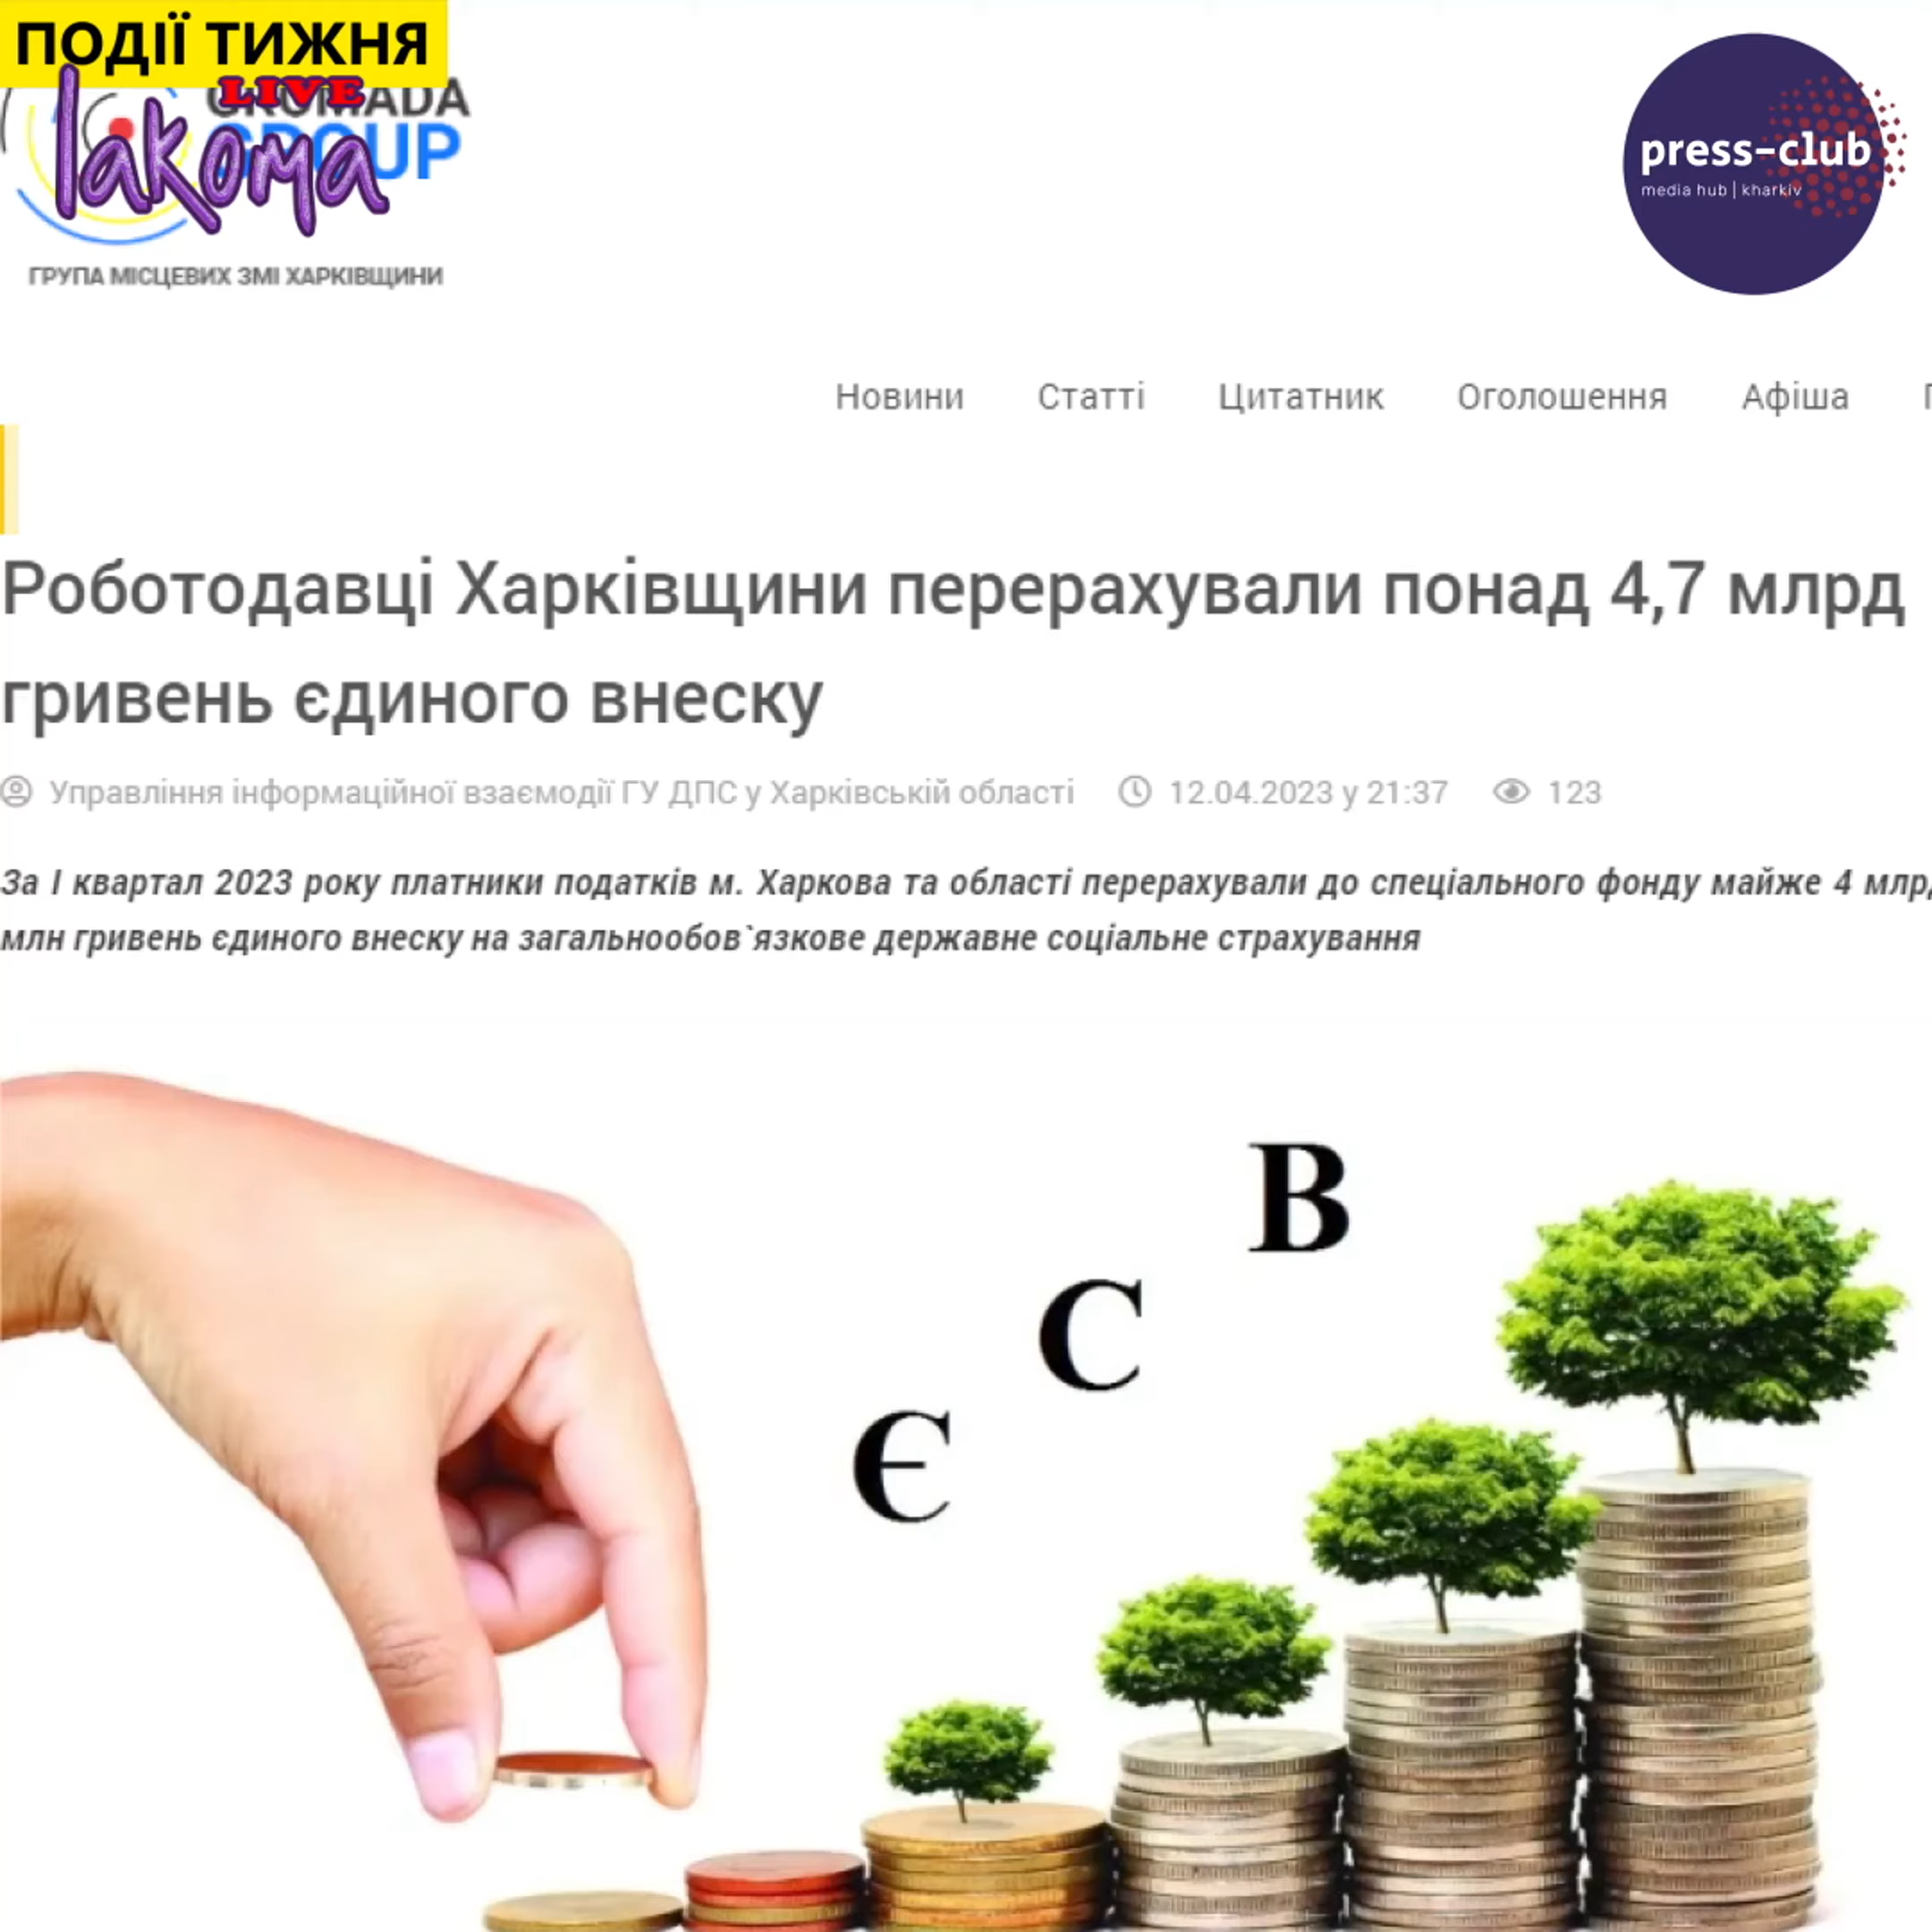 ПОДІЇ ТИЖНЯ
LIVE
lakoma
GROUP
ГРУПА МІСЦЕВИХ ЗМІ ХАРКІВЩИНИ
press-club
media hub | kharkiv
Новини Статті Цитатник Оголошення Афіша
Роботодавці Харківщини перерахували понад 4,7 млрд
гривень єдиного внеску
Управління інформаційної взаємодії ГУ ДПС у Харківській області 12.04.2023 у 21:37 123
За І квартал 2023 року платники податків м. Харкова та області перерахували до спеціального фонду майже 4 млрд
млн гривень єдиного внеску на загальнообов`язкове державне соціальне страхування
В
С
Є